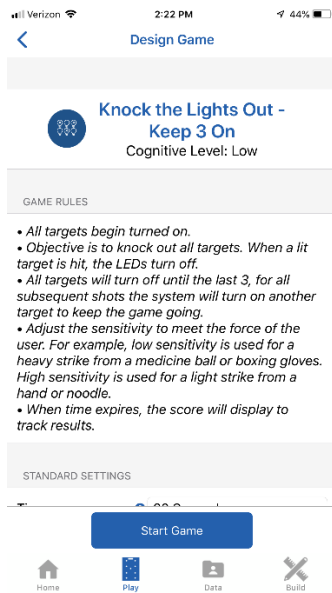 Verizon 2:22 PM 44%
Design Game
Knock the Lights Out -
Keep 3 On
Cognitive Level: Low
GAME RULES
• All targets begin turned on.
• Objective is to knock out all targets. When a lit
target is hit, the LEDs turn off.
• All targets will turn off until the last 3, for all
subsequent shots the system will turn on another
target to keep the game going.
• Adjust the sensitivity to meet the force of the
user. For example, low sensitivity is used for a
heavy strike from a medicine ball or boxing gloves.
High sensitivity is used for a light strike from a
hand or noodle.
• When time expires, the score will display to
track results.
STANDARD SETTINGS
Start Game
Home Play Data Build